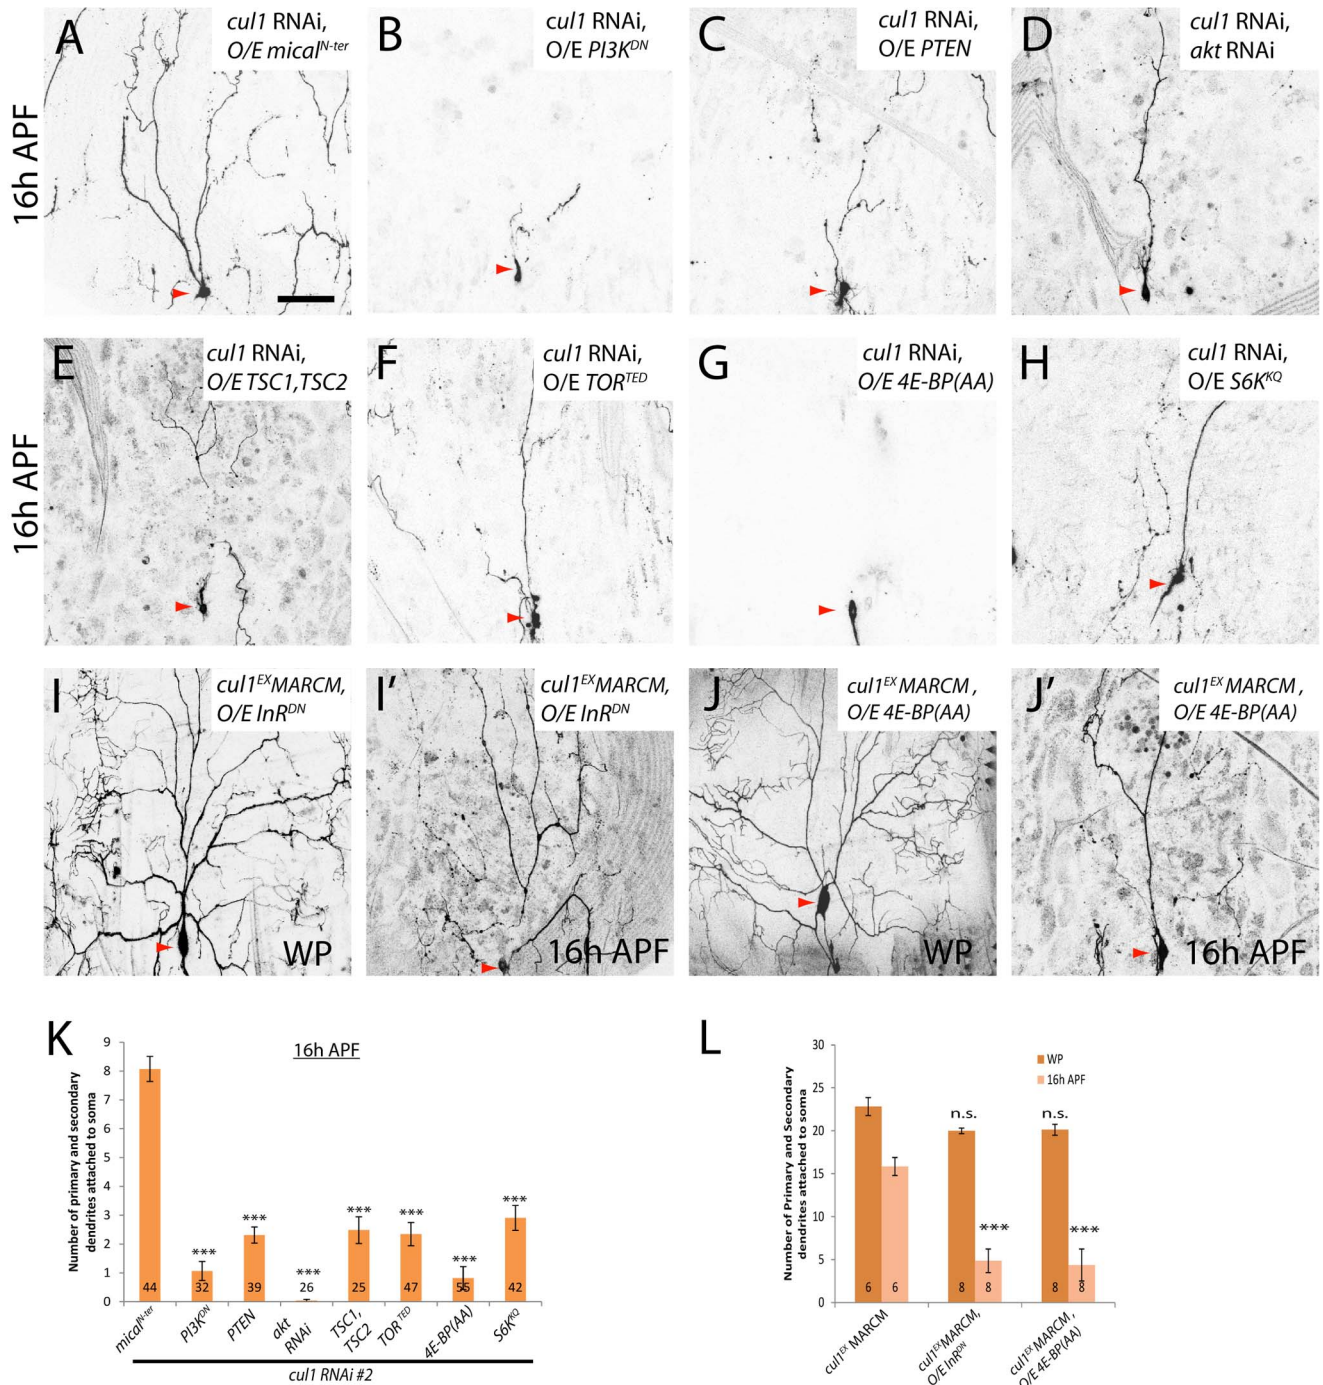 A
cul1 RNAi,
O/E mical^N-ter
B
cul1 RNAi,
O/E PI3K^DN
C
cul1 RNAi,
O/E PTEN
D
cul1 RNAi,
akt RNAi
16h APF
E
cul1 RNAi,
O/E TSC1,TSC2
F
cul1 RNAi,
O/E TOR^TED
G
cul1 RNAi,
O/E 4E-BP(AA)
H
cul1 RNAi,
O/E S6K^KQ
16h APF
I
cul1^EX MARCM,
O/E InR^DN
WP
I'
cul1^EX MARCM,
O/E InR^DN
16h APF
J
cul1^EX MARCM ,
O/E 4E-BP(AA)
WP
J'
cul1^EX MARCM ,
O/E 4E-BP(AA)
16h APF
K
16h APF
Number of primary and secondary
dendrites attached to soma
9
8
7
6
5
4
3
2
1
0
***
***
***
***
***
***
***
44
32
39
26
25
47
55
42
mical^N-ter
PI3K^DN
PTEN
akt
RNAi
TSC1,
TSC2
TOR^TED
4E-BP(AA)
S6K^KQ
cul1 RNAi #2
L
Number of Primary and Secondary
dendrites attached to soma
30
25
20
15
10
5
0
WP
16h APF
n.s.
n.s.
***
***
6
6
8
8
8
8
cul1^EX MARCM
cul1^EX MARCM,
O/E InR^DN
cul1^EX MARCM ,
O/E 4E-BP(AA)